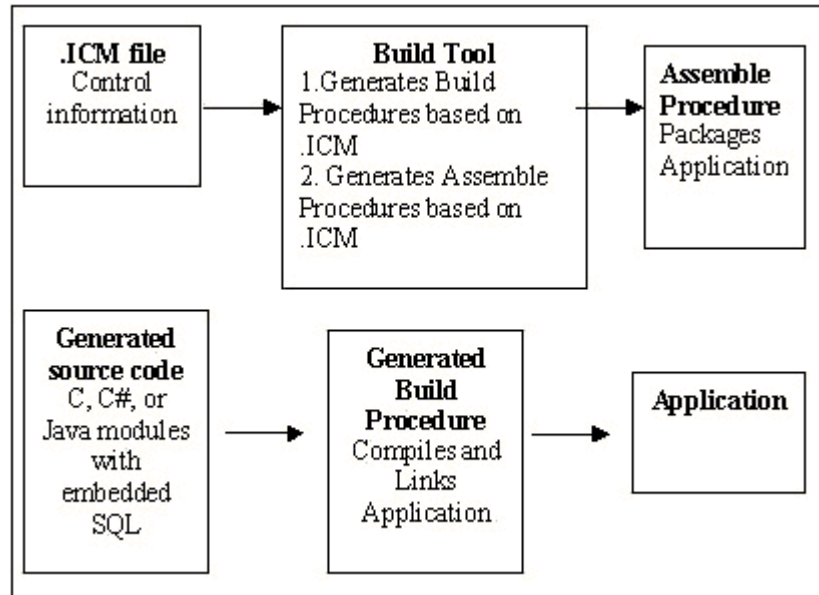 .ICM file
Control
information
Build Tool
1.Generates Build
Procedures based on
.ICM
2. Generates Assemble
Procedures based on
.ICM
Assemble
Procedure
Packages
Application
Generated
source code
C, C#, or
Java modules
with
embedded
SQL
Generated
Build
Procedure
Compiles and
Links
Application
Application